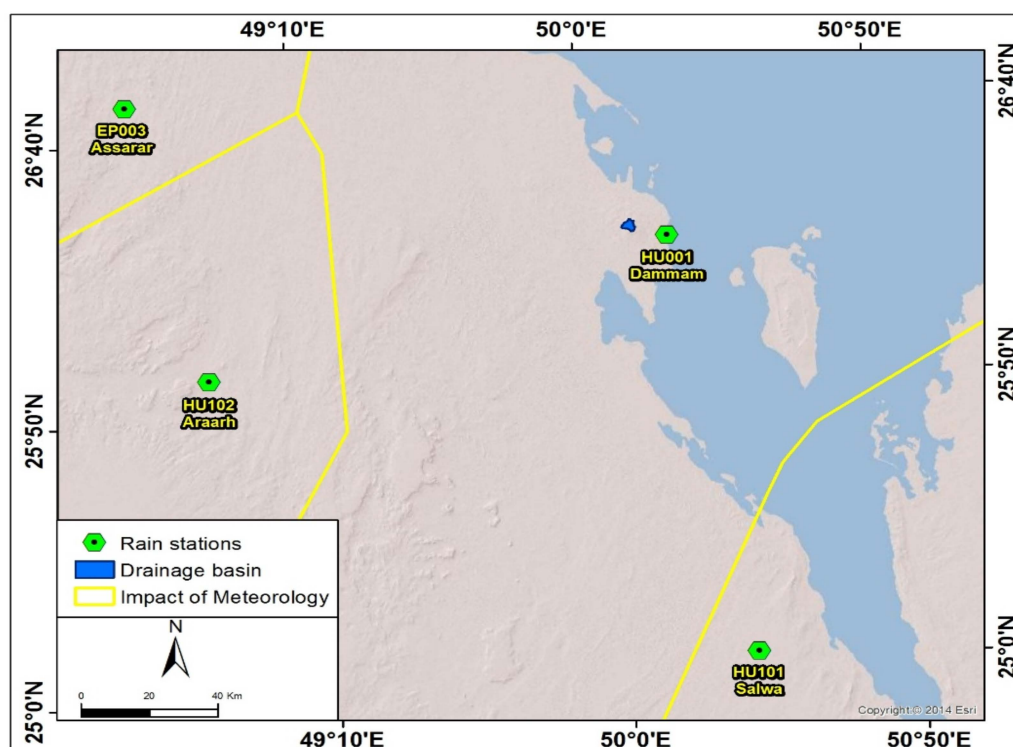 49°10'E 50°0'E 50°50'E
26°40'N
26°40'N
EP003
Assarar
HU001
Dammam
25°50'N
HU102
Araarh
25°50'N
Rain stations
Drainage basin
Impact of Meteorology
N
0 20 40 Km
HU101
Salwa
25°0'N
25°0'N
Copyright:© 2014 Esri
49°10'E 50°0'E 50°50'E